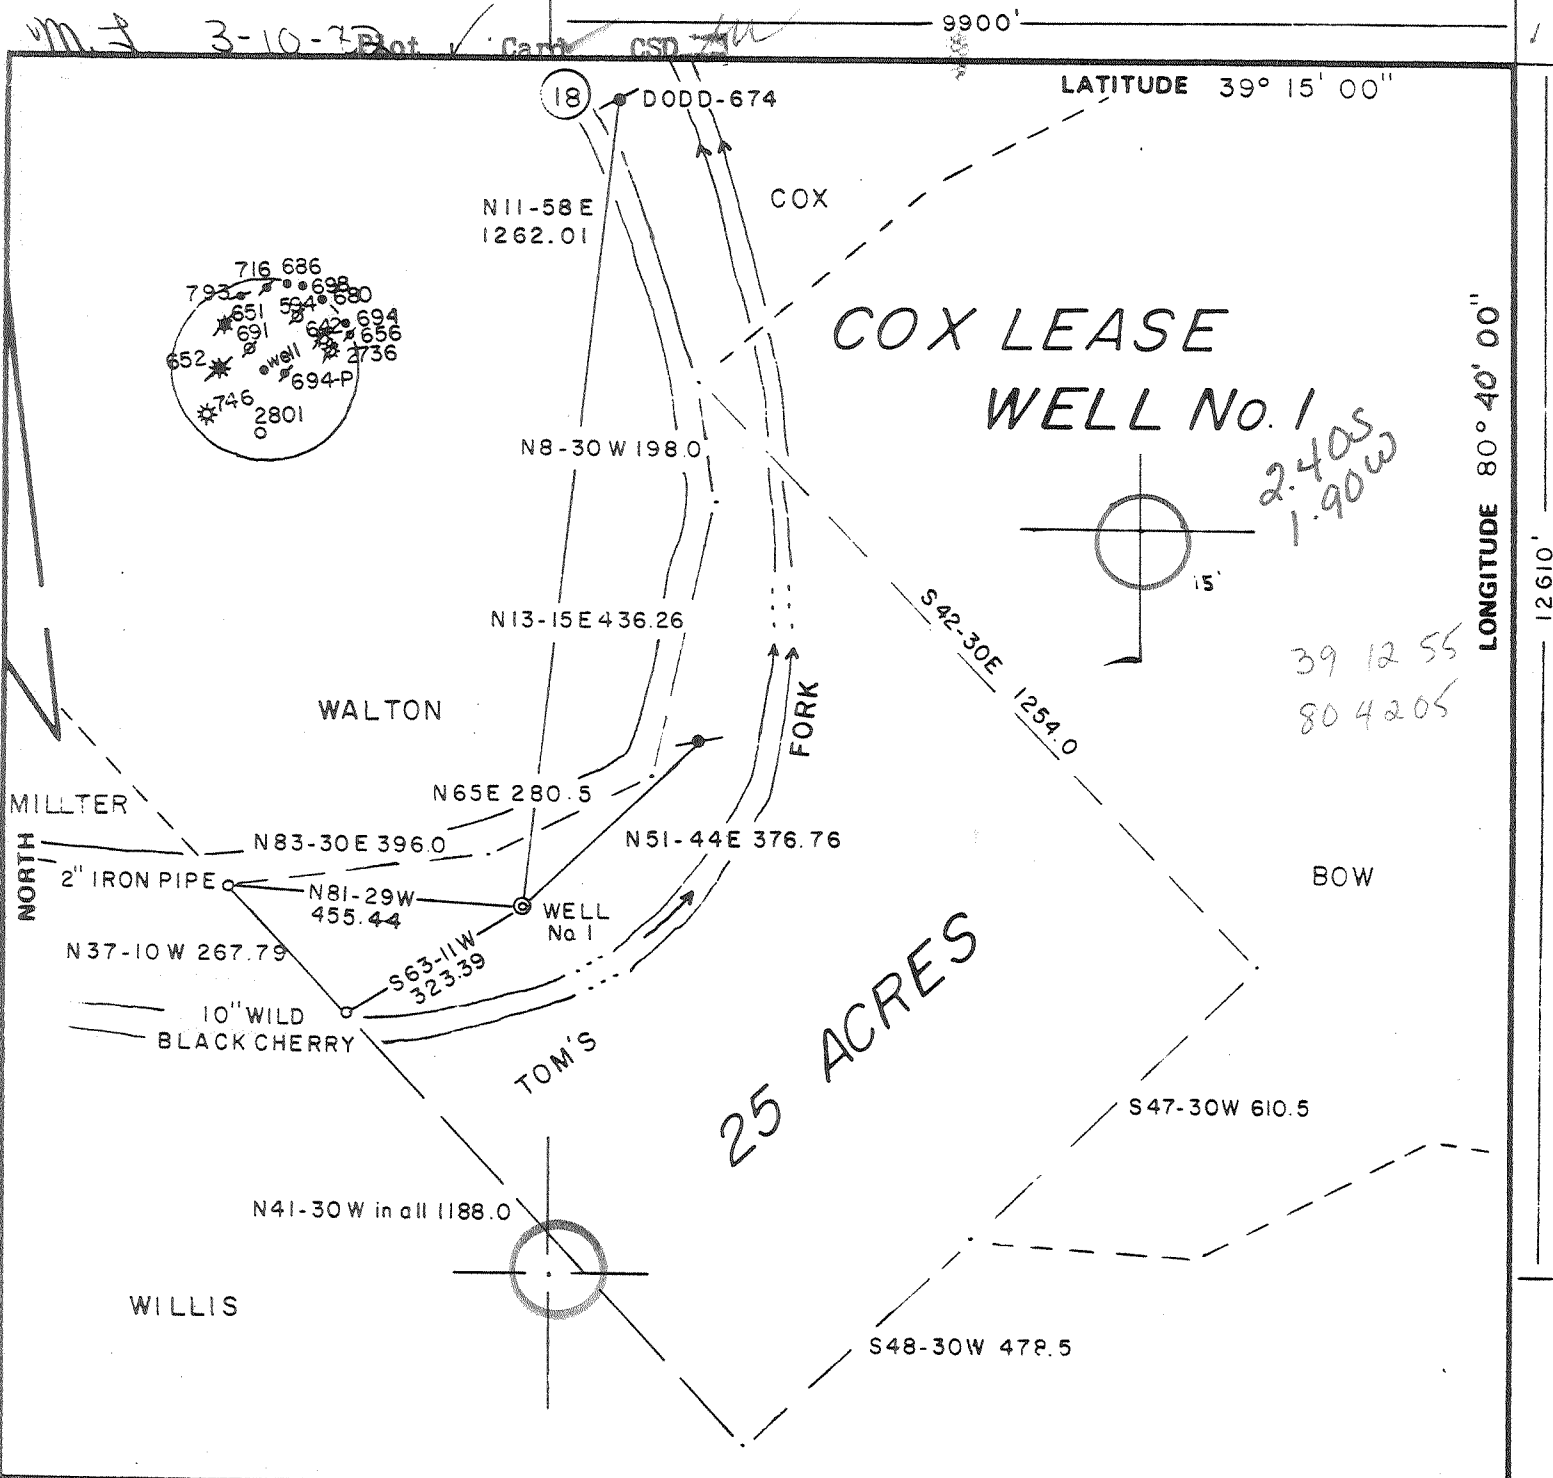 9900'
3-10-73 Plot ✓ Card CSD
LATITUDE 39° 15' 00"
18
DODD-674
COX
N11-58E
1262.01
716 686
793 698
594 680
651 694
691 642 656
652 well 2736
694-P
746
2801
COX LEASE
WELL No. 1
LONGITUDE 80° 40' 00"
2.40S
1.90W
N8-30W 198.0
15'
12610'
N13-15E 436.26
S42-30E 1254.0
39 12 55
80 42 05
WALTON
FORK
N65E 280.5
MILLTER
N83-30E 396.0
N51-44E 376.76
NORTH
2" IRON PIPE
N81-29W
455.44
WELL
No 1
BOW
N37-10W 267.79
S63-11W
323.39
10" WILD
BLACK CHERRY
TOM'S
25 ACRES
S47-30W 610.5
N41-30W in all 1188.0
WILLIS
S48-30W 478.5